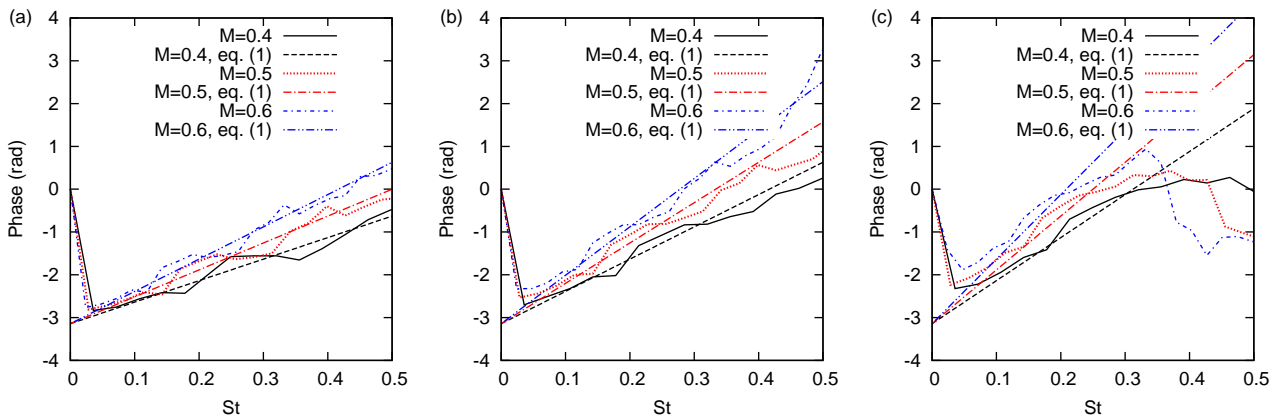 (a)
4
3
2
1
0
-1
-2
-3
-4
Phase (rad)
M=0.4
M=0.4, eq. (1)
M=0.5
M=0.5, eq. (1)
M=0.6
M=0.6, eq. (1)
0 0.1 0.2 0.3 0.4 0.5
St
(b)
4
3
2
1
0
-1
-2
-3
-4
Phase (rad)
M=0.4
M=0.4, eq. (1)
M=0.5
M=0.5, eq. (1)
M=0.6
M=0.6, eq. (1)
0 0.1 0.2 0.3 0.4 0.5
St
(c)
4
3
2
1
0
-1
-2
-3
-4
Phase (rad)
M=0.4
M=0.4, eq. (1)
M=0.5
M=0.5, eq. (1)
M=0.6
M=0.6, eq. (1)
0 0.1 0.2 0.3 0.4 0.5
St